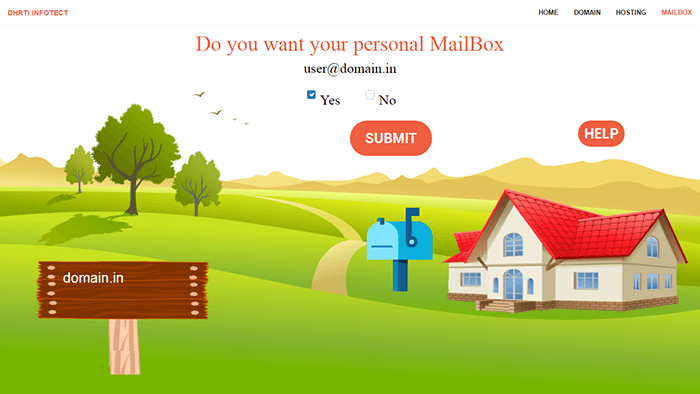 DHRTI INFOTECT
HOME DOMAIN HOSTING MAILBOX
Do you want your personal MailBox
user@domain.in
Yes No
SUBMIT
HELP
domain.in